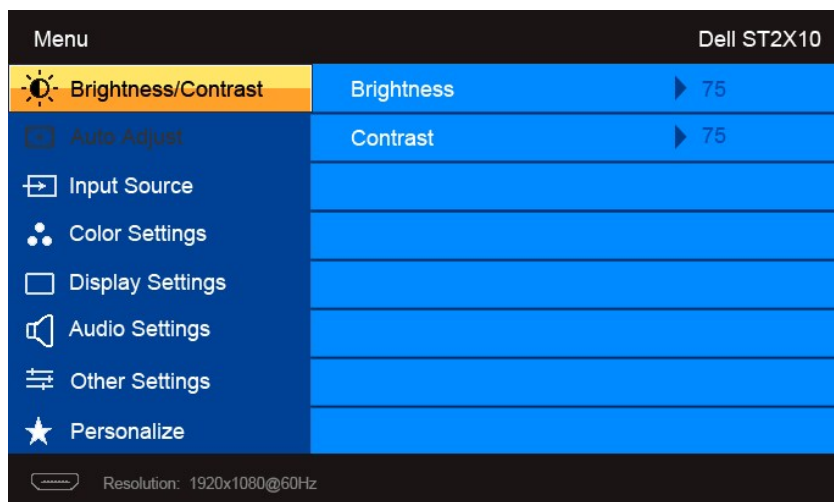 Menu Dell ST2X10
Brightness/Contrast Brightness 75
Auto Adjust Contrast 75
Input Source
Color Settings
Display Settings
Audio Settings
Other Settings
Personalize
Resolution: 1920x1080@60Hz